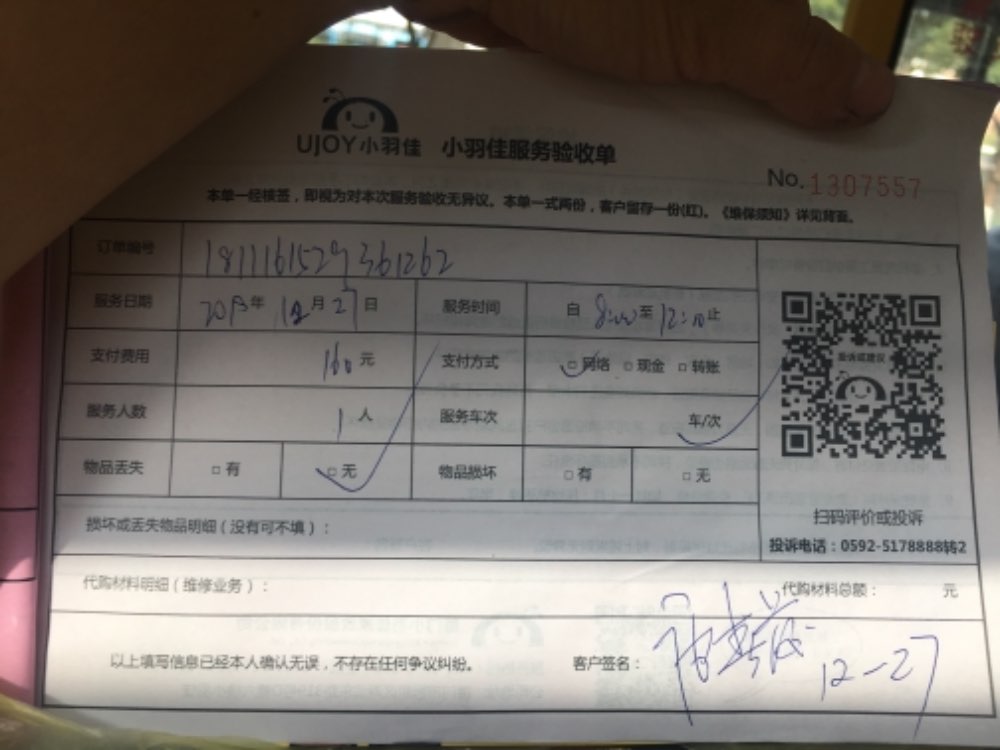 UJOY小羽佳 小羽佳服务验收单
No. 1307557
本单一经核签，即视为对本次服务验收无异议。本单一式两份，客户留存一份(红)。《维保须知》详见背面。
订单编号 1811161529361262
服务日期 2018年 12月 27日 服务时间 自 8:00 至 12:10 止
支付费用 160 元 支付方式 □网络 □现金 □转账
服务人数 1 人 服务车次 车/次
物品丢失 □有 □无 物品损坏 □有 □无
投诉或建议
扫码评价或投诉
投诉电话：0592-5178888转2
损坏或丢失物品明细（没有可不填）：
代购材料明细（维修业务）： 代购材料总额： 元
以上填写信息已经本人确认无误，不存在任何争议纠纷。 客户签名： 12-27